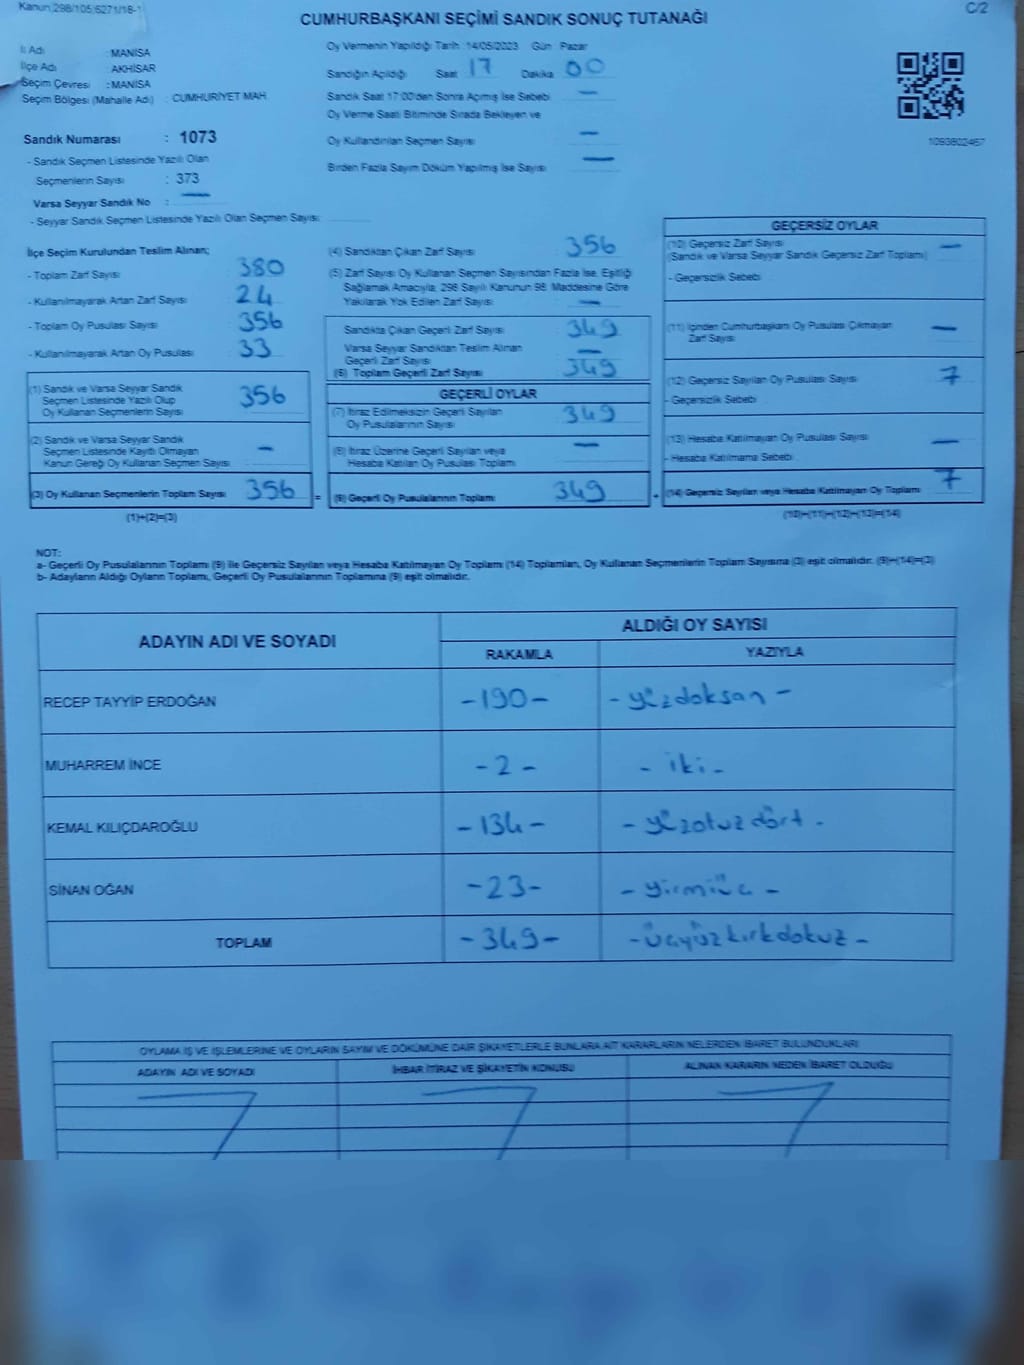 Kanun:298/105,6271/18-1
C/2
CUMHURBAŞKANI SEÇİMİ SANDIK SONUÇ TUTANAĞI
İl Adı : MANİSA
İlçe Adı : AKHİSAR
Seçim Çevresi : MANİSA
Seçim Bölgesi (Mahalle Adı) : CUMHURİYET MAH.
Oy Vermenin Yapıldığı Tarih: 14/05/2023 Gün: Pazar
Sandığın Açıldığı Saat 17 Dakika 00
Sandık Saat 17:00'den Sonra Açımış İse Sebebi —
Oy Verme Saati Bitiminde Sırada Bekleyen ve
Oy Kullandırılan Seçmen Sayısı —
Birden Fazla Sayım Döküm Yapılmış İse Sayısı —
1093802467
Sandık Numarası : 1073
- Sandık Seçmen Listesinde Yazılı Olan
Seçmenlerin Sayısı : 373
Varsa Seyyar Sandık No : —
- Seyyar Sandık Seçmen Listesinde Yazılı Olan Seçmen Sayısı:
İlçe Seçim Kurulundan Teslim Alınan;
- Toplam Zarf Sayısı 380
- Kullanılmayarak Artan Zarf Sayısı 24
- Toplam Oy Pusulası Sayısı 356
- Kullanılmayarak Artan Oy Pusulası 33
(1) Sandık ve Varsa Seyyar Sandık
Seçmen Listesinde Yazılı Olup
Oy Kullanan Seçmenlerin Sayısı 356
(2) Sandık ve Varsa Seyyar Sandık
Seçmen Listesinde Kaydı Olmayan
Kanun Gereği Oy Kullanan Seçmen Sayısı —
(3) Oy Kullanan Seçmenlerin Toplam Sayısı 356 =
(1)+(2)=(3)
(4) Sandıktan Çıkan Zarf Sayısı 356
(5) Zarf Sayısı Oy Kullanan Seçmen Sayısından Fazla İse, Eşitliği
Sağlamak Amacıyla, 298 Sayılı Kanunun 98. Maddesine Göre
Yakılarak Yok Edilen Zarf Sayısı —
Sandıkta Çıkan Geçerli Zarf Sayısı 349
Varsa Seyyar Sandıktan Teslim Alınan
Geçerli Zarf Sayısı —
(6) Toplam Geçerli Zarf Sayısı 349
GEÇERLİ OYLAR
(7) İtiraz Edilmeksizin Geçerli Sayılan
Oy Pusulalarının Sayısı 349
(8) İtiraz Üzerine Geçerli Sayılan veya
Hesaba Katılan Oy Pusulası Toplamı —
(9) Geçerli Oy Pusulalarının Toplamı 349 +
GEÇERSİZ OYLAR
(10) Geçersiz Zarf Sayısı
(Sandık ve Varsa Seyyar Sandık Geçersiz Zarf Toplamı) —
- Geçersizlik Sebebi
(11) İçinden Cumhurbaşkanı Oy Pusulası Çıkmayan
Zarf Sayısı —
(12) Geçersiz Sayılan Oy Pusulası Sayısı 7
- Geçersizlik Sebebi
(13) Hesaba Katılmayan Oy Pusulası Sayısı —
- Hesaba Katılmama Sebebi
(14) Geçersiz Sayılan veya Hesaba Katılmayan Oy Toplamı 7
(10)+(11)+(12)+(13)=(14)
NOT:
a- Geçerli Oy Pusulalarının Toplamı (9) ile Geçersiz Sayılan veya Hesaba Katılmayan Oy Toplamı (14) Toplamları, Oy Kullanan Seçmenlerin Toplam Sayısına (3) eşit olmalıdır. (9)+(14)=(3)
b- Adayların Aldığı Oyların Toplamı, Geçerli Oy Pusulalarının Toplamına (9) eşit olmalıdır.
ADAYIN ADI VE SOYADI
ALDIĞI OY SAYISI
RAKAMLA YAZIYLA
RECEP TAYYİP ERDOĞAN -190- - yüzdoksan -
MUHARREM İNCE -2- - iki -
KEMAL KILIÇDAROĞLU -134- - yüzotuzdört -
SİNAN OĞAN -23- - yirmiüç -
TOPLAM -349- - üçyüzkırkdokuz -
OYLAMA İŞ VE İŞLEMLERİNE VE OYLARIN SAYIM VE DÖKÜMÜNE DAİR ŞİKAYETLERLE BUNLARA AİT KARARLARIN NELERDEN İBARET BULUNDUKLARI
ADAYIN ADI VE SOYADI İHBAR İTİRAZ VE ŞİKAYETİN KONUSU ALINAN KARARIN NEDEN İBARET OLDUĞU